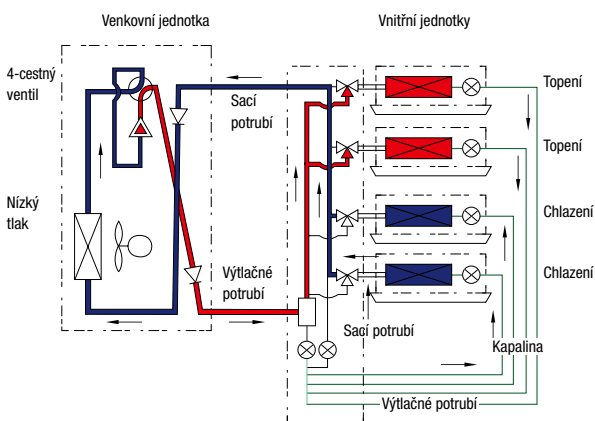 Venkovní jednotka
Vnitřní jednotky
4-cestný
ventil
Sací
potrubí
Topení
Topení
Nízký
tlak
Chlazení
Výtlačné
potrubí
Chlazení
Sací potrubí
Kapalina
Výtlačné potrubí